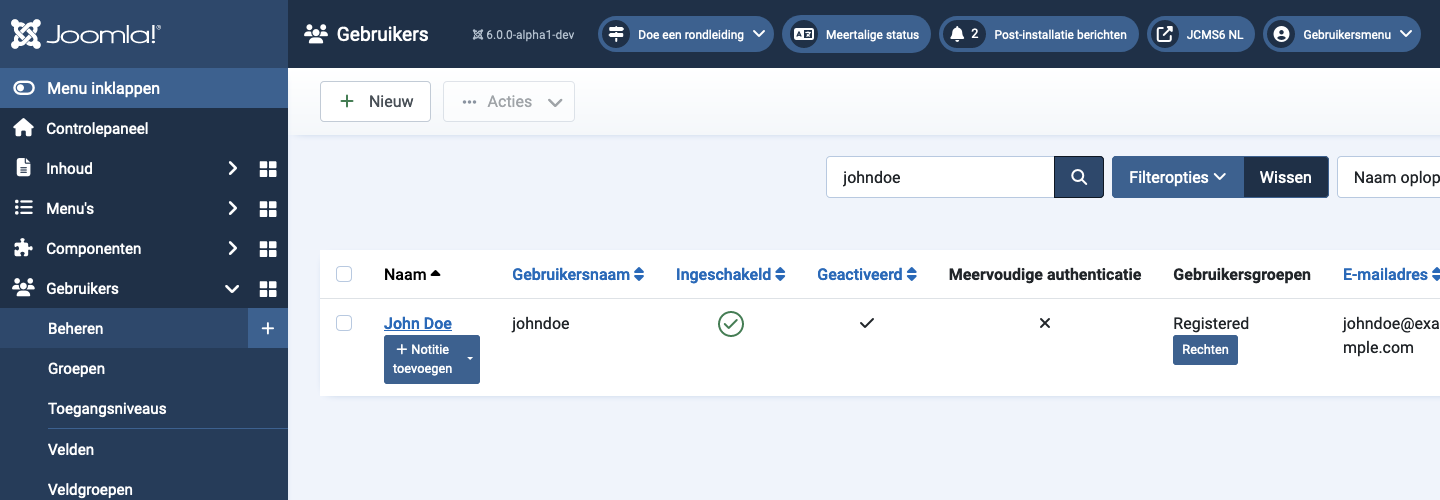 Joomla!®
Gebruikers
6.0.0-alpha1-dev
Doe een rondleiding
Meertalige status
2 Post-installatie berichten
JCMS6 NL
Gebruikersmenu
Menu inklappen
Controlepaneel
Inhoud
Menu's
Componenten
Gebruikers
Beheren
Groepen
Toegangsniveaus
Velden
Veldgroepen
Nieuw
Acties
johndoe
Filteropties
Wissen
Naam oplop
Naam Gebruikersnaam Ingeschakeld Geactiveerd Meervoudige authenticatie Gebruikersgroepen E-mailadres
John Doe johndoe Registered johndoe@exa
mple.com
Notitie
toevoegen
Rechten